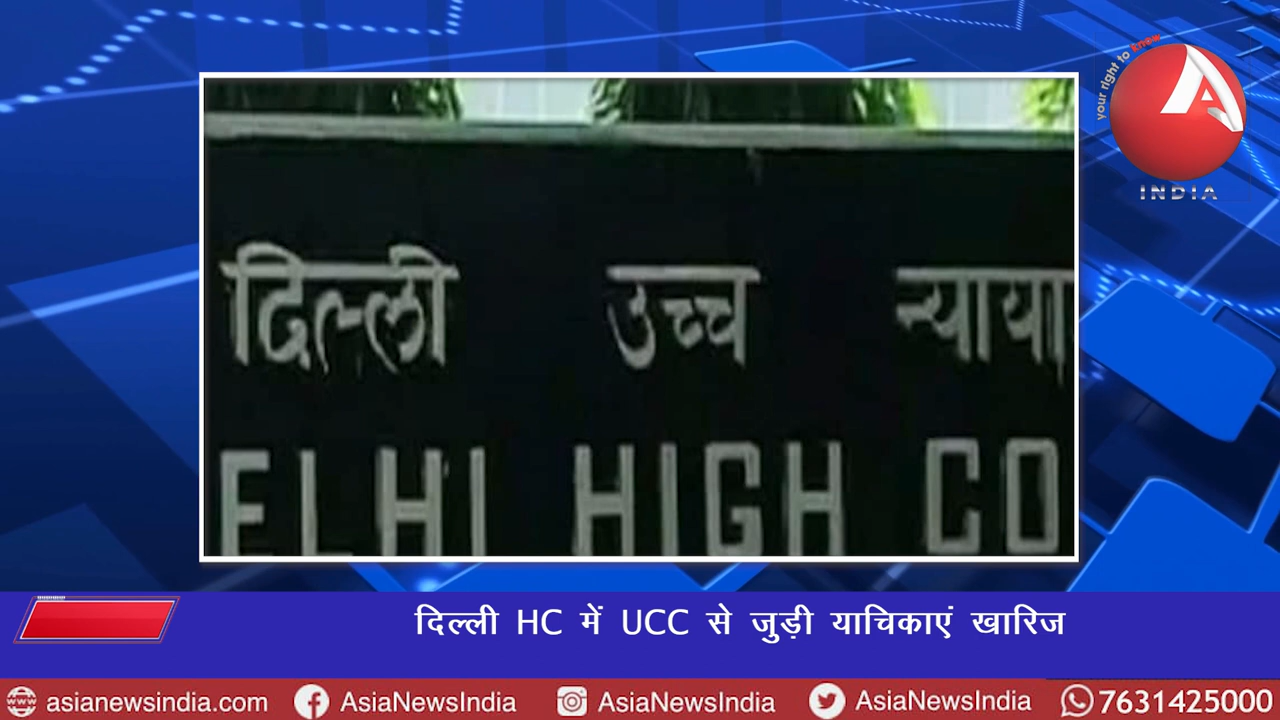 your right to know
INDIA
दिल्ली उच्च
ELHI HIGH CO
दिल्ली HC में UCC से जुड़ी याचिकाएं खारिज
asianewsindia.com AsiaNewsIndia AsiaNewsIndia AsiaNewsIndia 7631425000